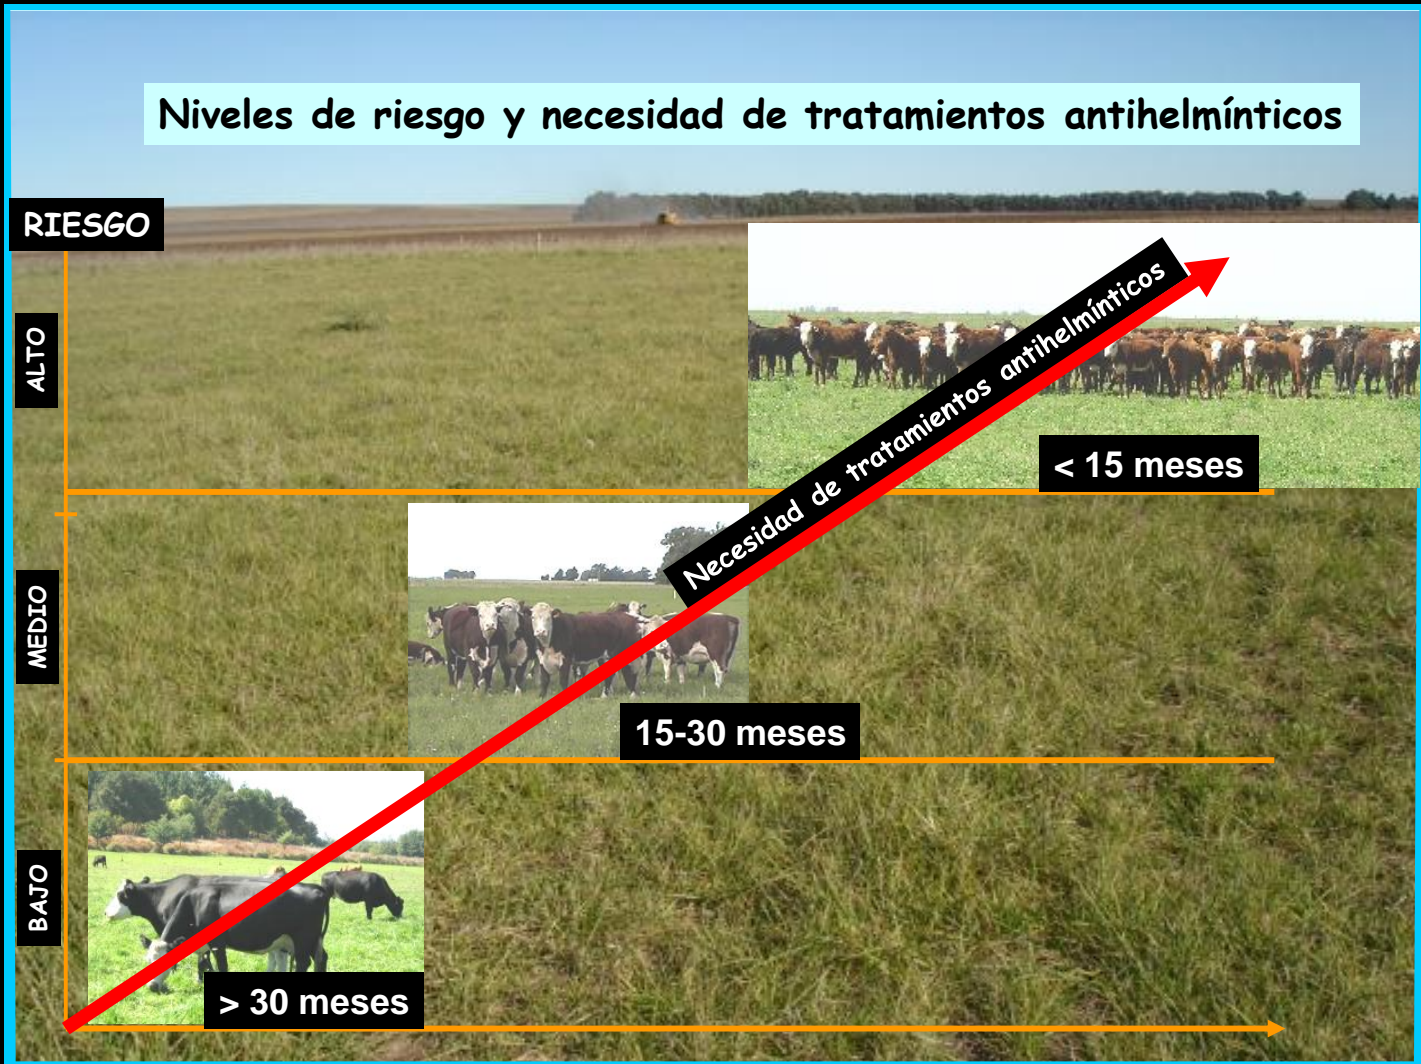 Niveles de riesgo y necesidad de tratamientos antihelmínticos
RIESGO
ALTO
Necesidad de tratamientos antihelmínticos
< 15 meses
MEDIO
15-30 meses
BAJO
> 30 meses